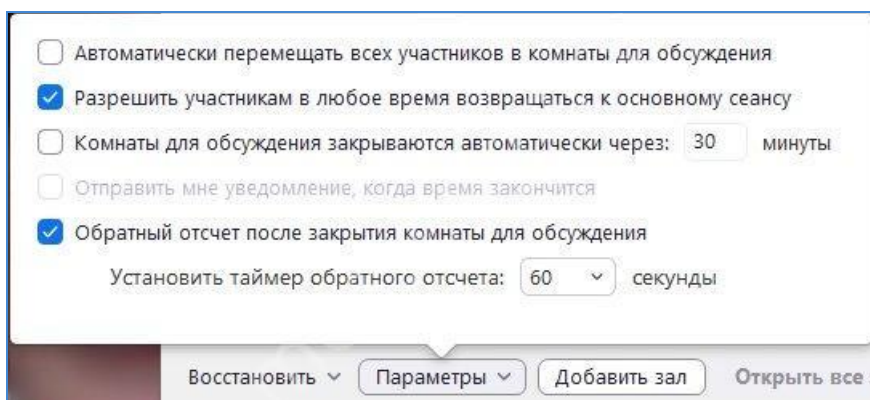 Автоматически перемещать всех участников в комнаты для обсуждения
Разрешить участникам в любое время возвращаться к основному сеансу
Комнаты для обсуждения закрываются автоматически через: 30 минуты
Отправить мне уведомление, когда время закончится
Обратный отсчет после закрытия комнаты для обсуждения
Установить таймер обратного отсчета: 60 секунды
Восстановить Параметры Добавить зал Открыть все